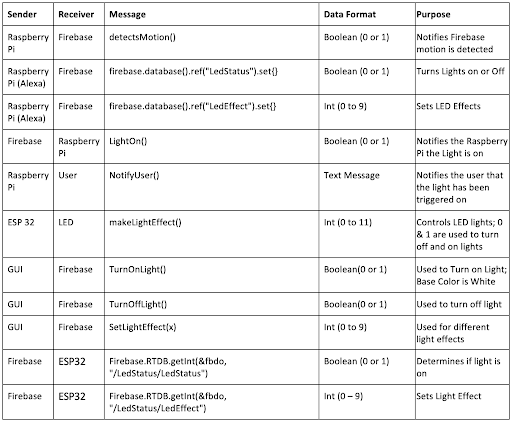 Sender Receiver Message Data Format Purpose
Raspberry Pi Firebase detectsMotion() Boolean (0 or 1) Notifies Firebase motion is detected
Raspberry Pi (Alexa) Firebase firebase.database().ref("LedStatus").set{} Boolean (0 or 1) Turns Lights on or Off
Raspberry Pi (Alexa) Firebase firebase.database().ref("LedEffect").set{} Int (0 to 9) Sets LED Effects
Firebase Raspberry Pi LightOn() Boolean (0 or 1) Notifies the Raspberry Pi the Light is on
Raspberry Pi User NotifyUser() Text Message Notifies the user that the light has been triggered on
ESP 32 LED makeLightEffect() Int (0 to 11) Controls LED lights; 0 & 1 are used to turn off and on lights
GUI Firebase TurnOnLight() Boolean(0 or 1) Used to Turn on Light; Base Color is White
GUI Firebase TurnOffLight() Boolean(0 or 1) Used to turn off light
GUI Firebase SetLightEffect(x) Int (0 to 9) Used for different light effects
Firebase ESP32 Firebase.RTDB.getInt(&fbdo, "/LedStatus/LedStatus") Boolean (0 or 1) Determines if light is on
Firebase ESP32 Firebase.RTDB.getInt(&fbdo, "/LedStatus/LedEffect") Int (0 – 9) Sets Light Effect